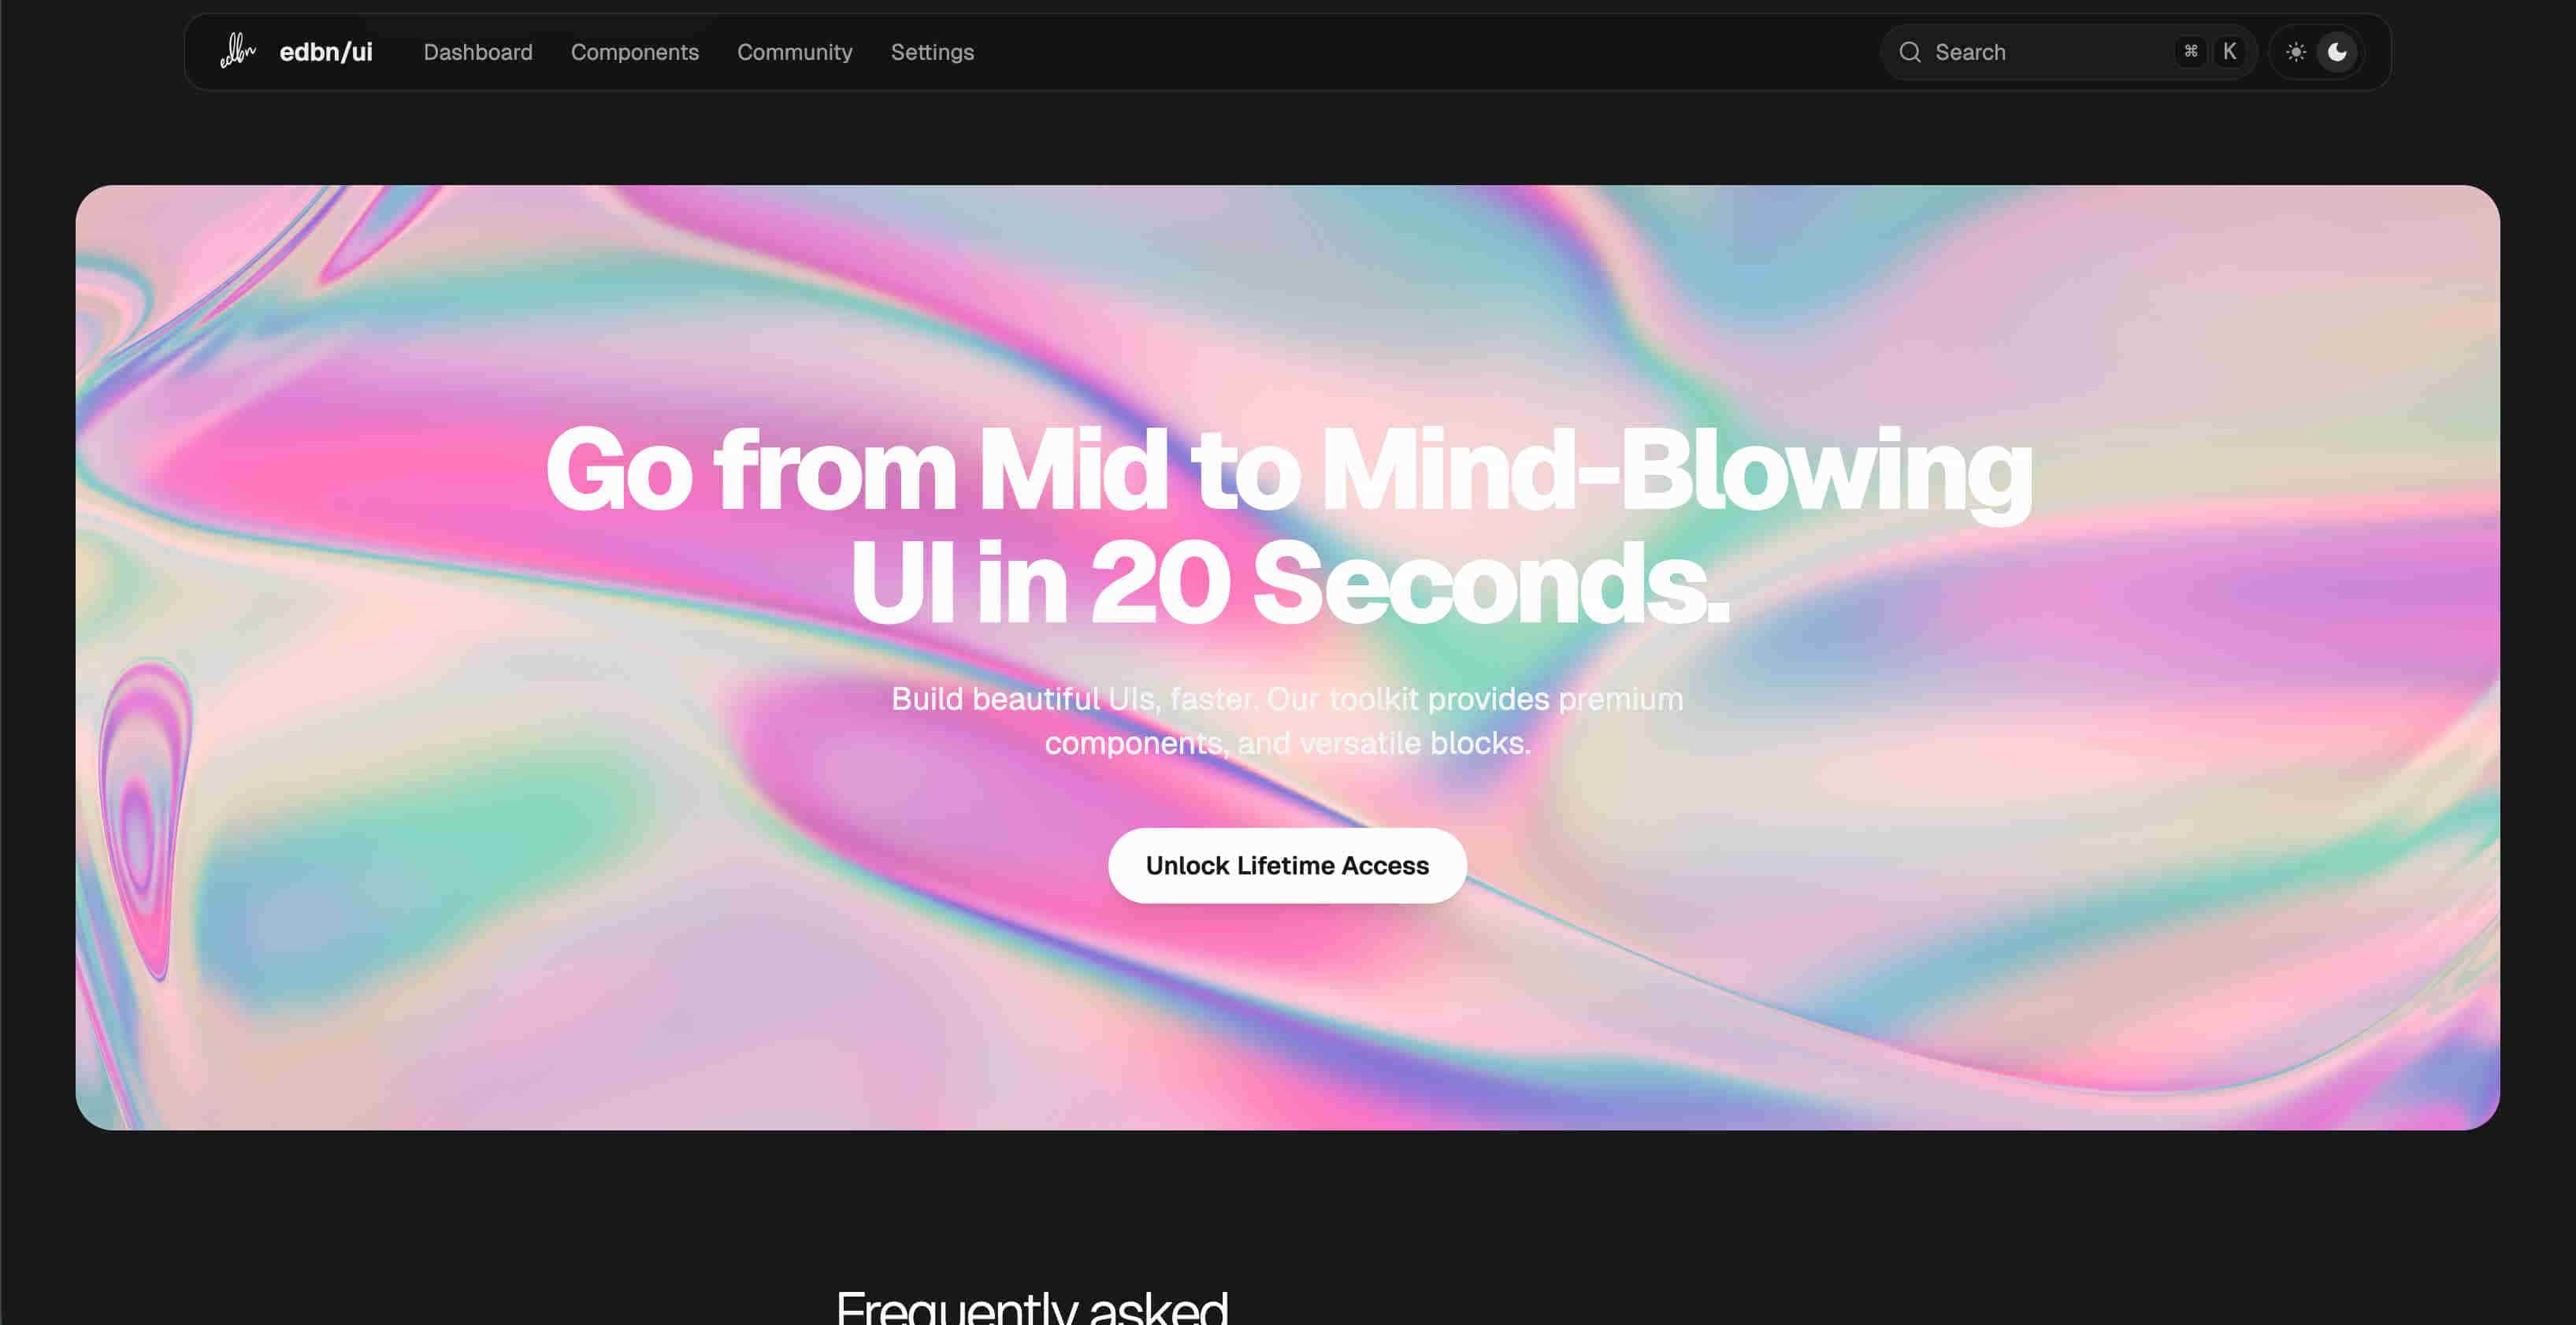 edbn
edbn/ui
Dashboard
Components
Community
Settings
Search
⌘ K
Go from Mid to Mind-Blowing
UI in 20 Seconds.
Build beautiful UIs, faster. Our toolkit provides premium
components, and versatile blocks.
Unlock Lifetime Access
Frequently asked